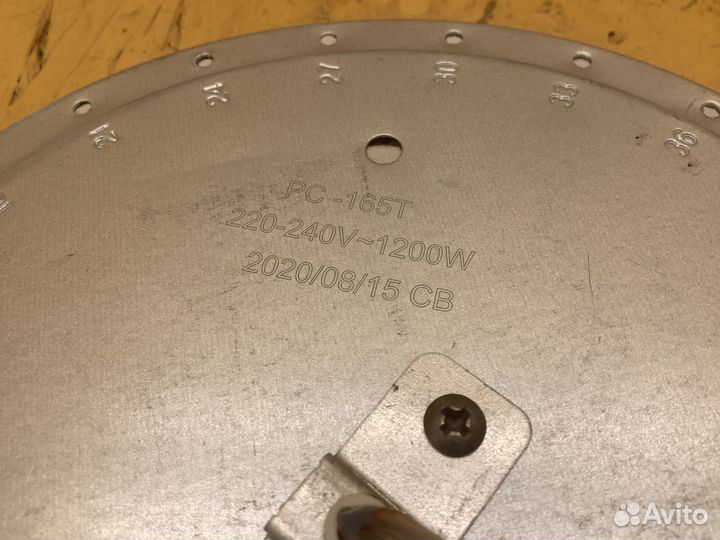 21 24 27 30 33 36
PC -165T
220-240V~1200W
2020/08/15 CB
Avito